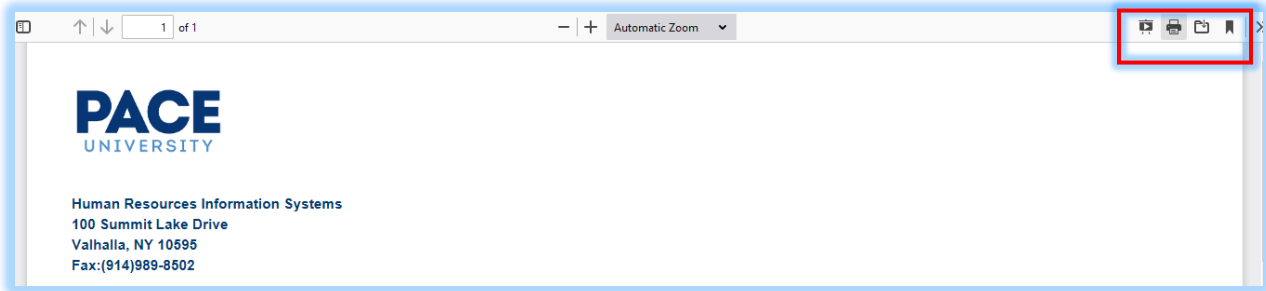 1 of 1
Automatic Zoom
PACE
UNIVERSITY
Human Resources Information Systems
100 Summit Lake Drive
Valhalla, NY 10595
Fax:(914)989-8502